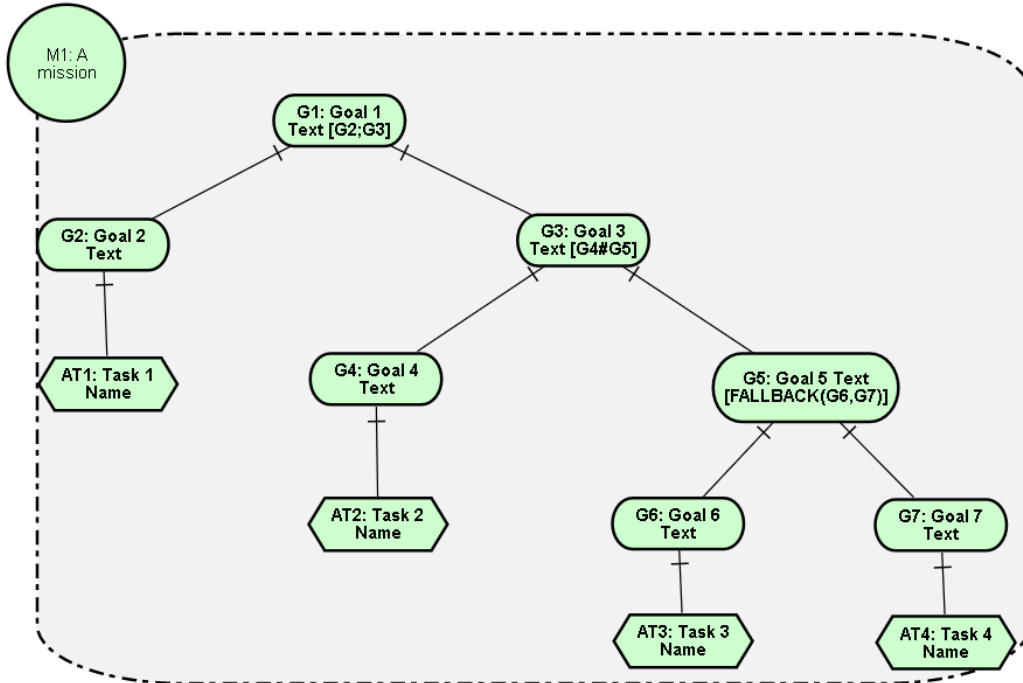 M1: A
mission
G1: Goal 1
Text [G2;G3]
G2: Goal 2
Text
G3: Goal 3
Text [G4#G5]
AT1: Task 1
Name
G4: Goal 4
Text
G5: Goal 5 Text
[FALLBACK(G6,G7)]
AT2: Task 2
Name
G6: Goal 6
Text
G7: Goal 7
Text
AT3: Task 3
Name
AT4: Task 4
Name